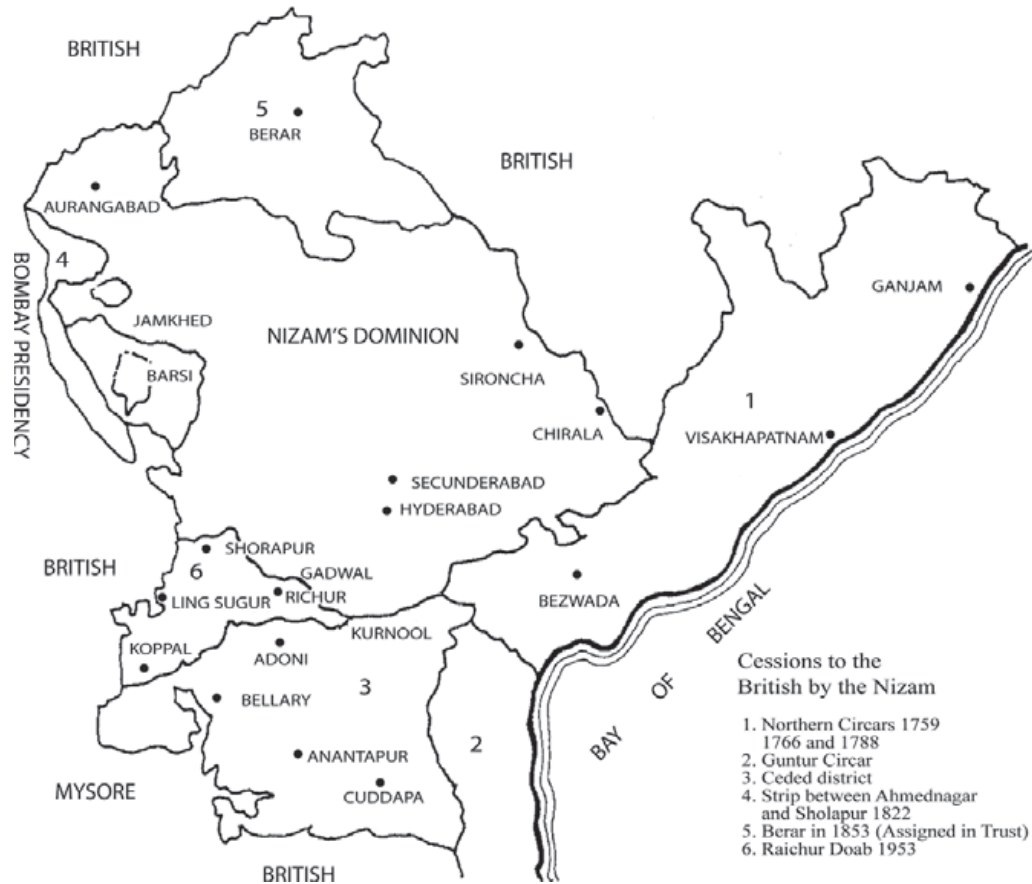 BRITISH
5
BERAR
BRITISH
AURANGABAD
4
BOMBAY PRESIDENCY
GANJAM
JAMKHED
NIZAM'S DOMINION
BARSI
SIRONCHA
1
CHIRALA
VISAKHAPATNAM
SECUNDERABAD
HYDERABAD
SHORAPUR
BRITISH
6
GADWAL
LING SUGUR
RICHUR
BEZWADA
KURNOOL
KOPPAL
ADONI
BAY OF BENGAL
BELLARY
3
2
ANANTAPUR
MYSORE
CUDDAPA
BRITISH
Cessions to the
British by the Nizam
1. Northern Circars 1759
1766 and 1788
2. Guntur Circar
3. Ceded district
4. Strip between Ahmednagar
and Sholapur 1822
5. Berar in 1853 (Assigned in Trust)
6. Raichur Doab 1953